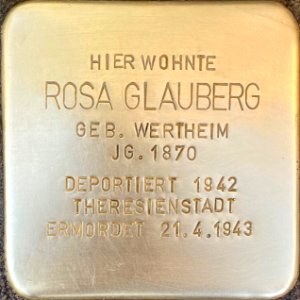 HIER WOHNTE
ROSA GLAUBERG
GEB. WERTHEIM
JG. 1870
DEPORTIERT 1942
THERESIENSTADT
ERMORDET 21.4.1943